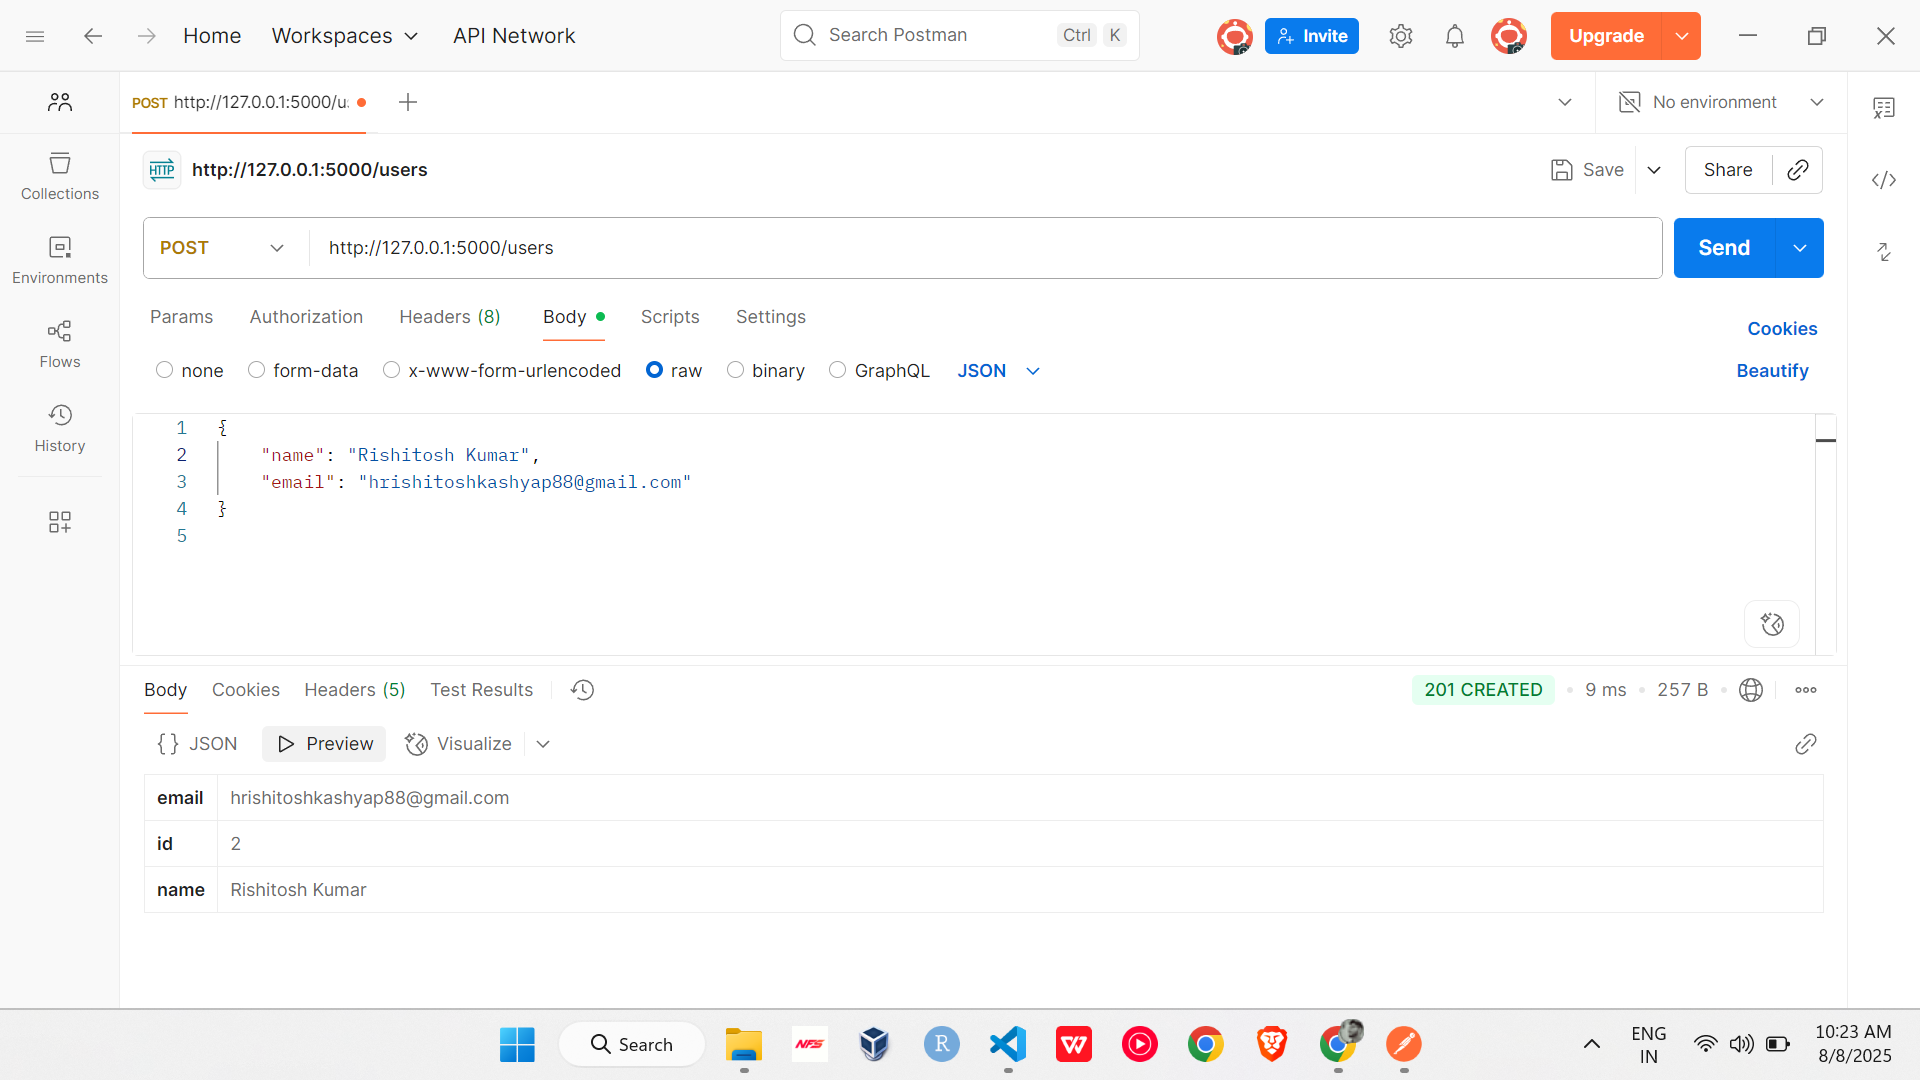 Home Workspaces API Network Search Postman Ctrl K Invite Upgrade
POST http://127.0.0.1:5000/u No environment
HTTP http://127.0.0.1:5000/users Save Share
Collections
POST http://127.0.0.1:5000/users Send
Environments
Params Authorization Headers (8) Body Scripts Settings Cookies
Flows
none form-data x-www-form-urlencoded raw binary GraphQL JSON Beautify
History
1 {
2 "name": "Rishitosh Kumar",
3 "email": "hrishitoshkashyap88@gmail.com"
4 }
5
Body Cookies Headers (5) Test Results 201 CREATED • 9 ms • 257 B •
{} JSON Preview Visualize
email hrishitoshkashyap88@gmail.com
id 2
name Rishitosh Kumar
Search NFS R W ENG 10:23 AM
IN 8/8/2025